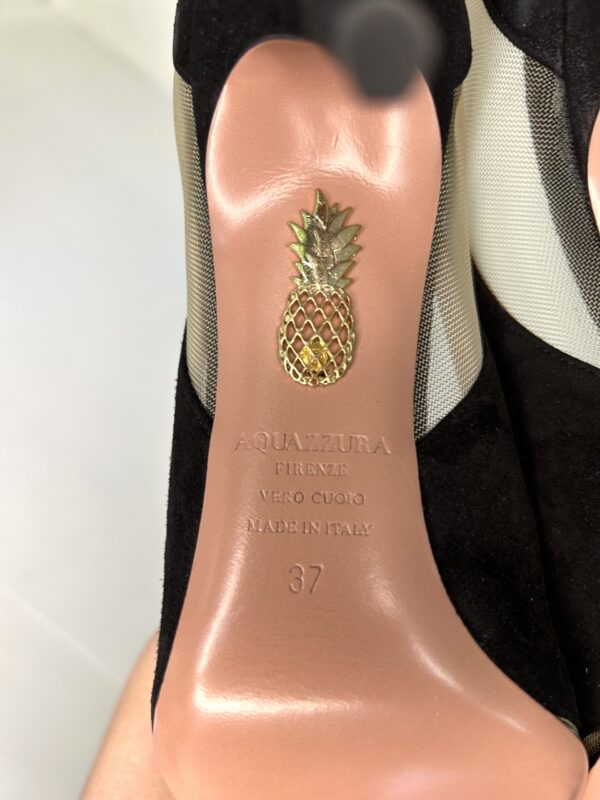 AQUAZZURA
FIRENZE
VERO CUOIO
MADE IN ITALY
37